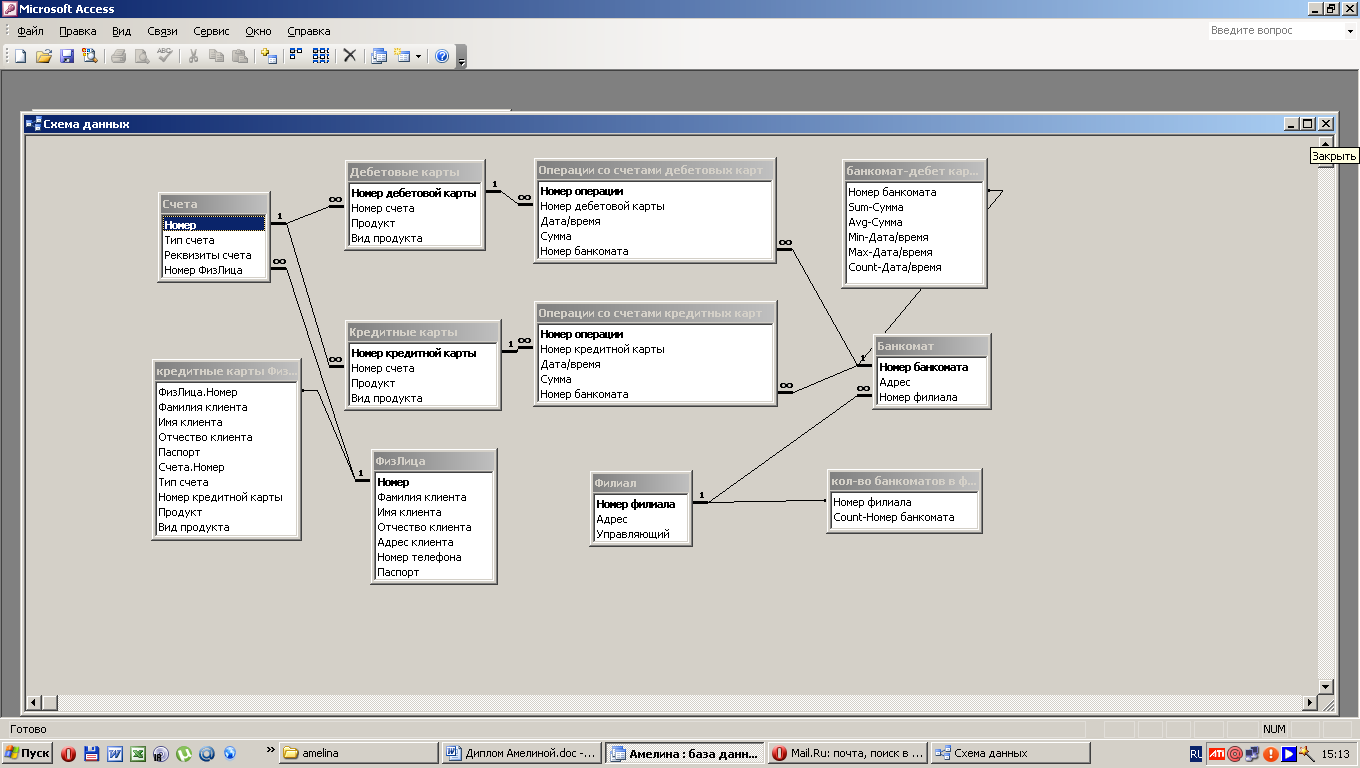 Microsoft Access
Файл Правка Вид Связи Сервис Окно Справка
Введите вопрос
Схема данных
Закрыть
Счета
Номер
Тип счета
Реквизиты счета
Номер ФизЛица
Дебетовые карты
Номер дебетовой карты
Номер счета
Продукт
Вид продукта
Операции со счетами дебетовых карт
Номер операции
Номер дебетовой карты
Дата/время
Сумма
Номер банкомата
банкомат-дебет кар...
Номер банкомата
Sum-Сумма
Avg-Сумма
Min-Дата/время
Max-Дата/время
Count-Дата/время
Кредитные карты
Номер кредитной карты
Номер счета
Продукт
Вид продукта
Операции со счетами кредитных карт
Номер операции
Номер кредитной карты
Дата/время
Сумма
Номер банкомата
Банкомат
Номер банкомата
Адрес
Номер филиала
кредитные карты Физ...
ФизЛица.Номер
Фамилия клиента
Имя клиента
Отчество клиента
Паспорт
Счета.Номер
Тип счета
Номер кредитной карты
Продукт
Вид продукта
ФизЛица
Номер
Фамилия клиента
Имя клиента
Отчество клиента
Адрес клиента
Номер телефона
Паспорт
Филиал
Номер филиала
Адрес
Управляющий
кол-во банкоматов в ф...
Номер филиала
Count-Номер банкомата
1 ∞ 1 ∞
∞ ∞
∞ 1 ∞ 1
∞ ∞
1 1
Готово
NUM
Пуск
amelina
Диплом Амелиной.doc -...
Амелина : база данн...
Mail.Ru: почта, поиск в ...
Схема данных
RU
ATI
15:13